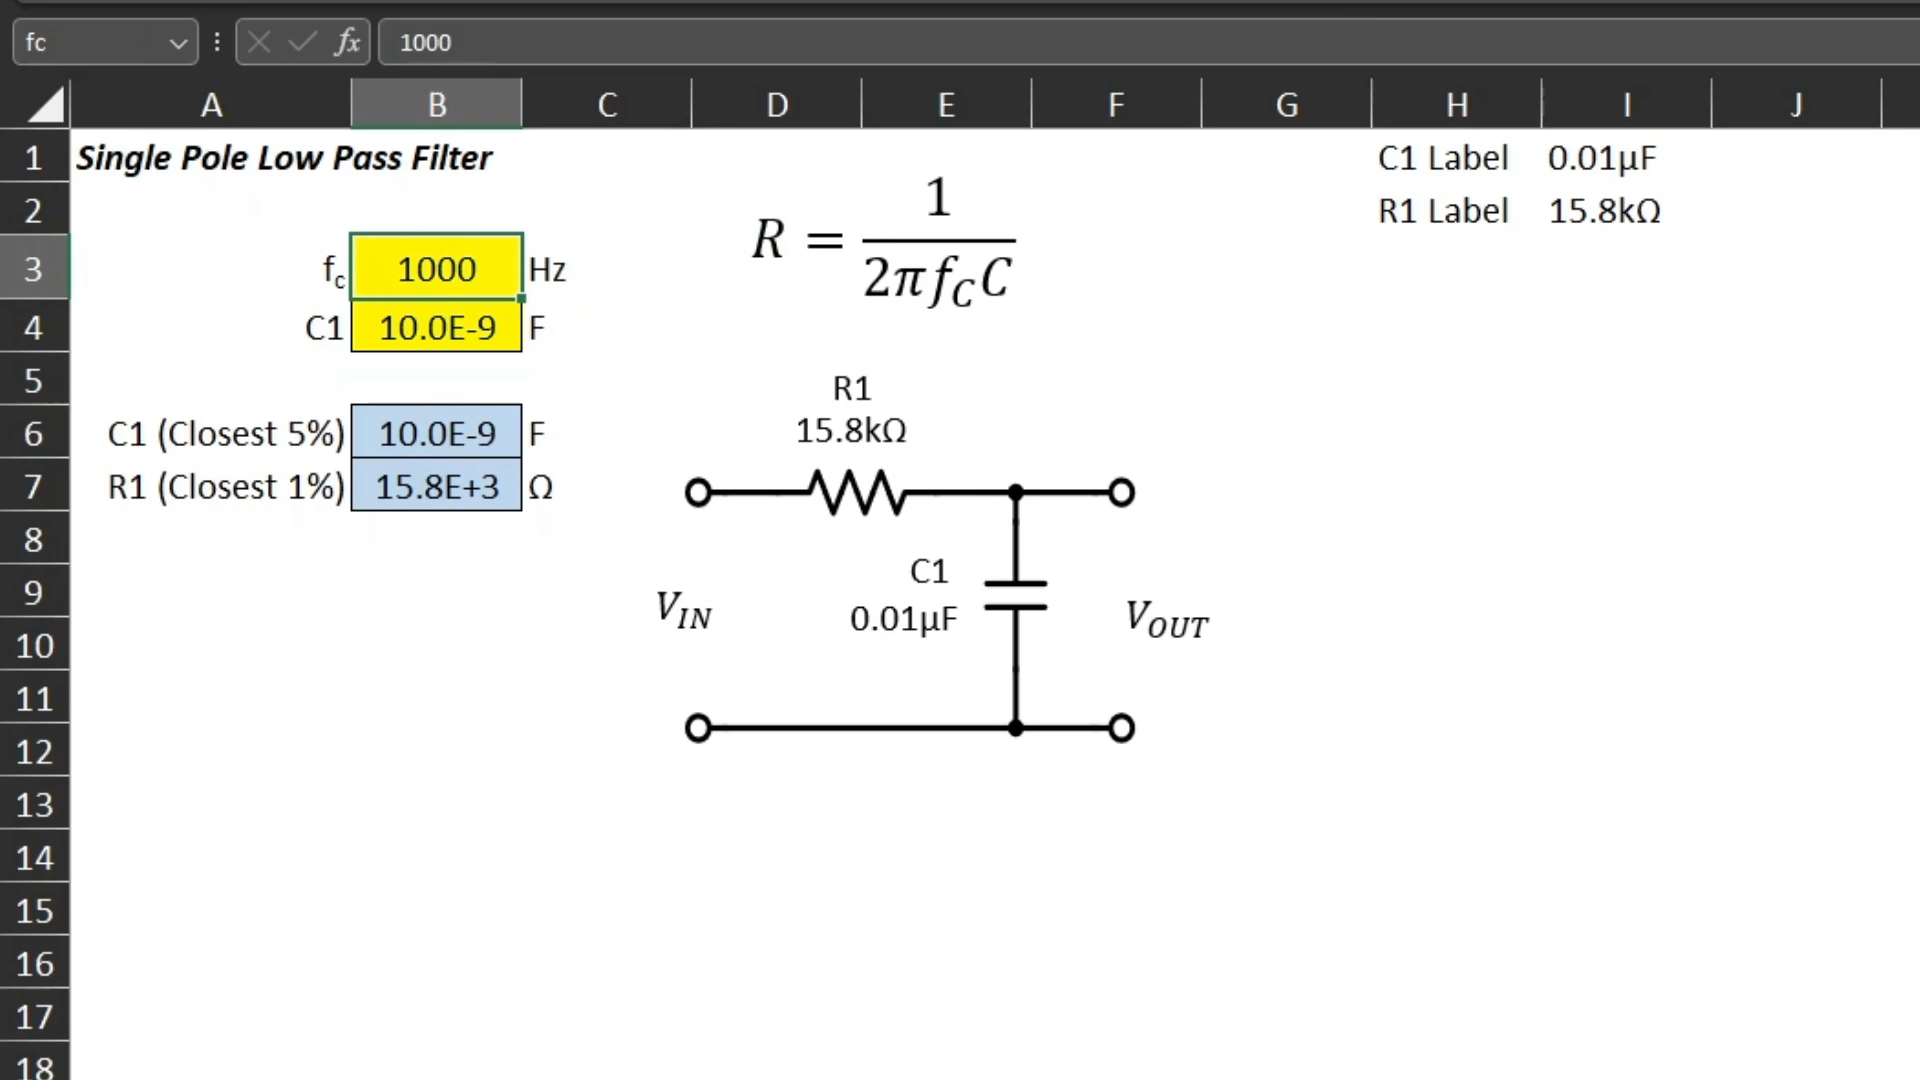 fc
fx
1000
A B C D E F G H I J
1 Single Pole Low Pass Filter C1 Label 0.01µF
2 R1 Label 15.8kΩ
3 fc 1000 Hz
R = 1 / 2πfCC
4 C1 10.0E-9 F
5
R1
15.8kΩ
6 C1 (Closest 5%) 10.0E-9 F
7 R1 (Closest 1%) 15.8E+3 Ω
8
C1
9
VIN 0.01µF VOUT
10
11
12
13
14
15
16
17
18